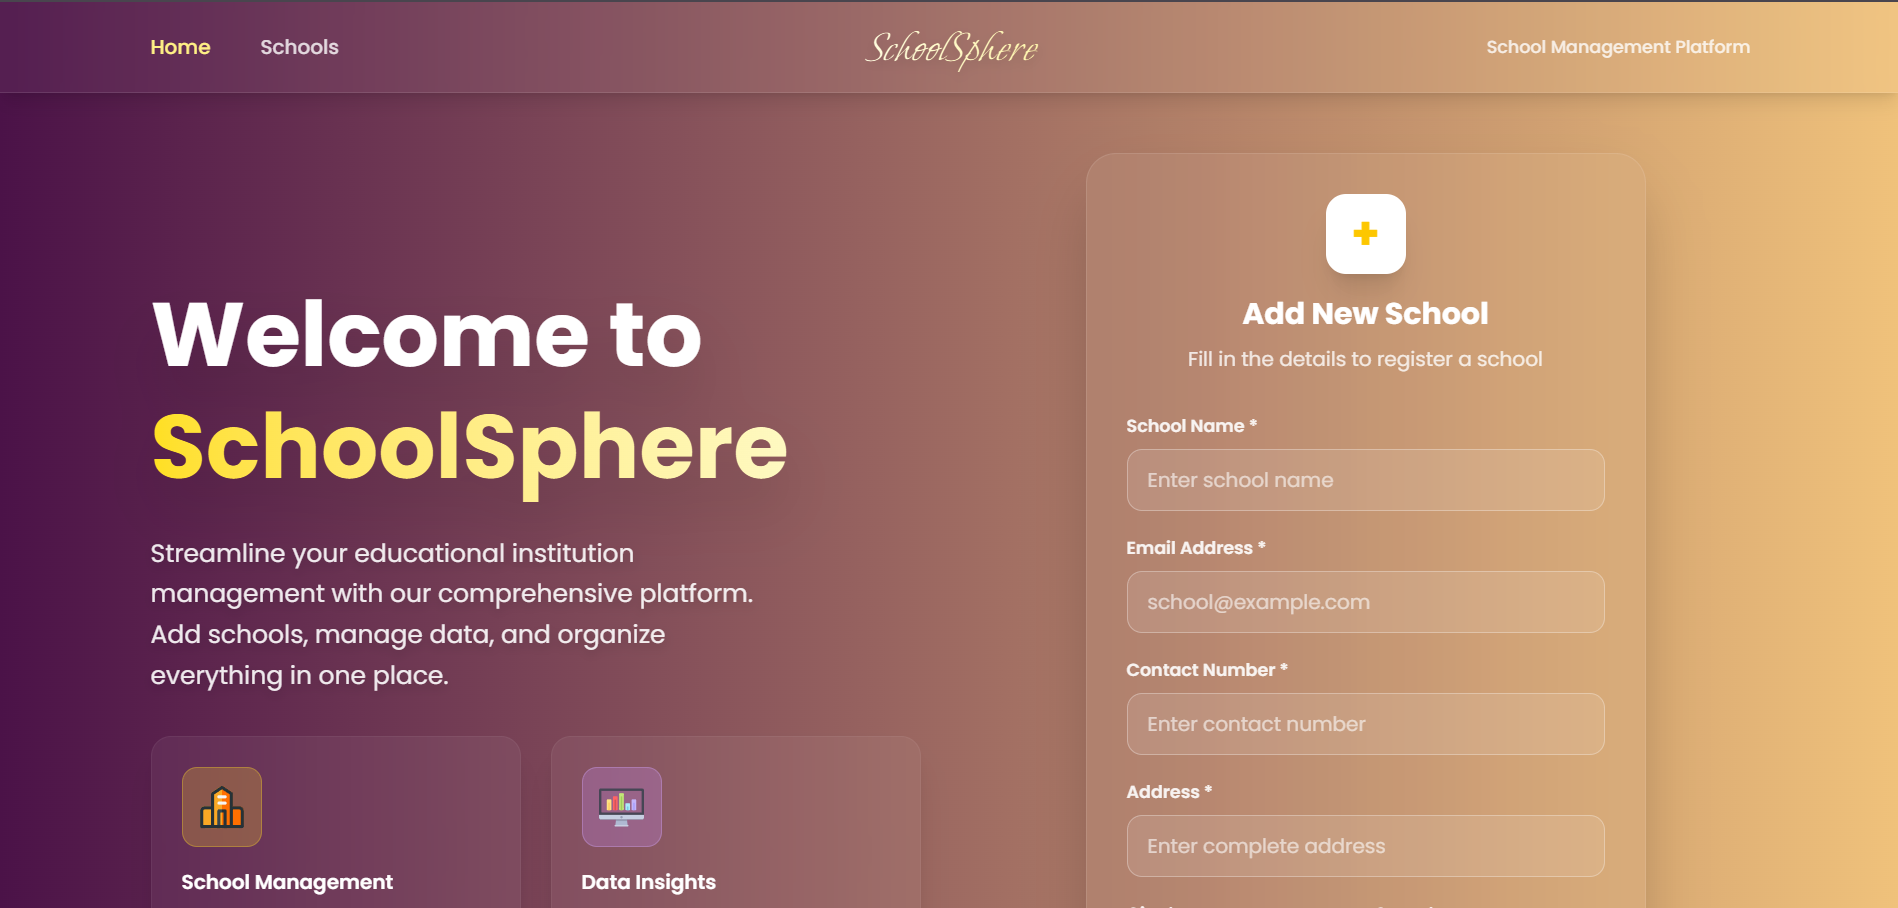 Home
Schools
SchoolSphere
School Management Platform
Welcome to
SchoolSphere
Streamline your educational institution
management with our comprehensive platform.
Add schools, manage data, and organize
everything in one place.
School Management
Data Insights
Add New School
Fill in the details to register a school
School Name *
Enter school name
Email Address *
school@example.com
Contact Number *
Enter contact number
Address *
Enter complete address